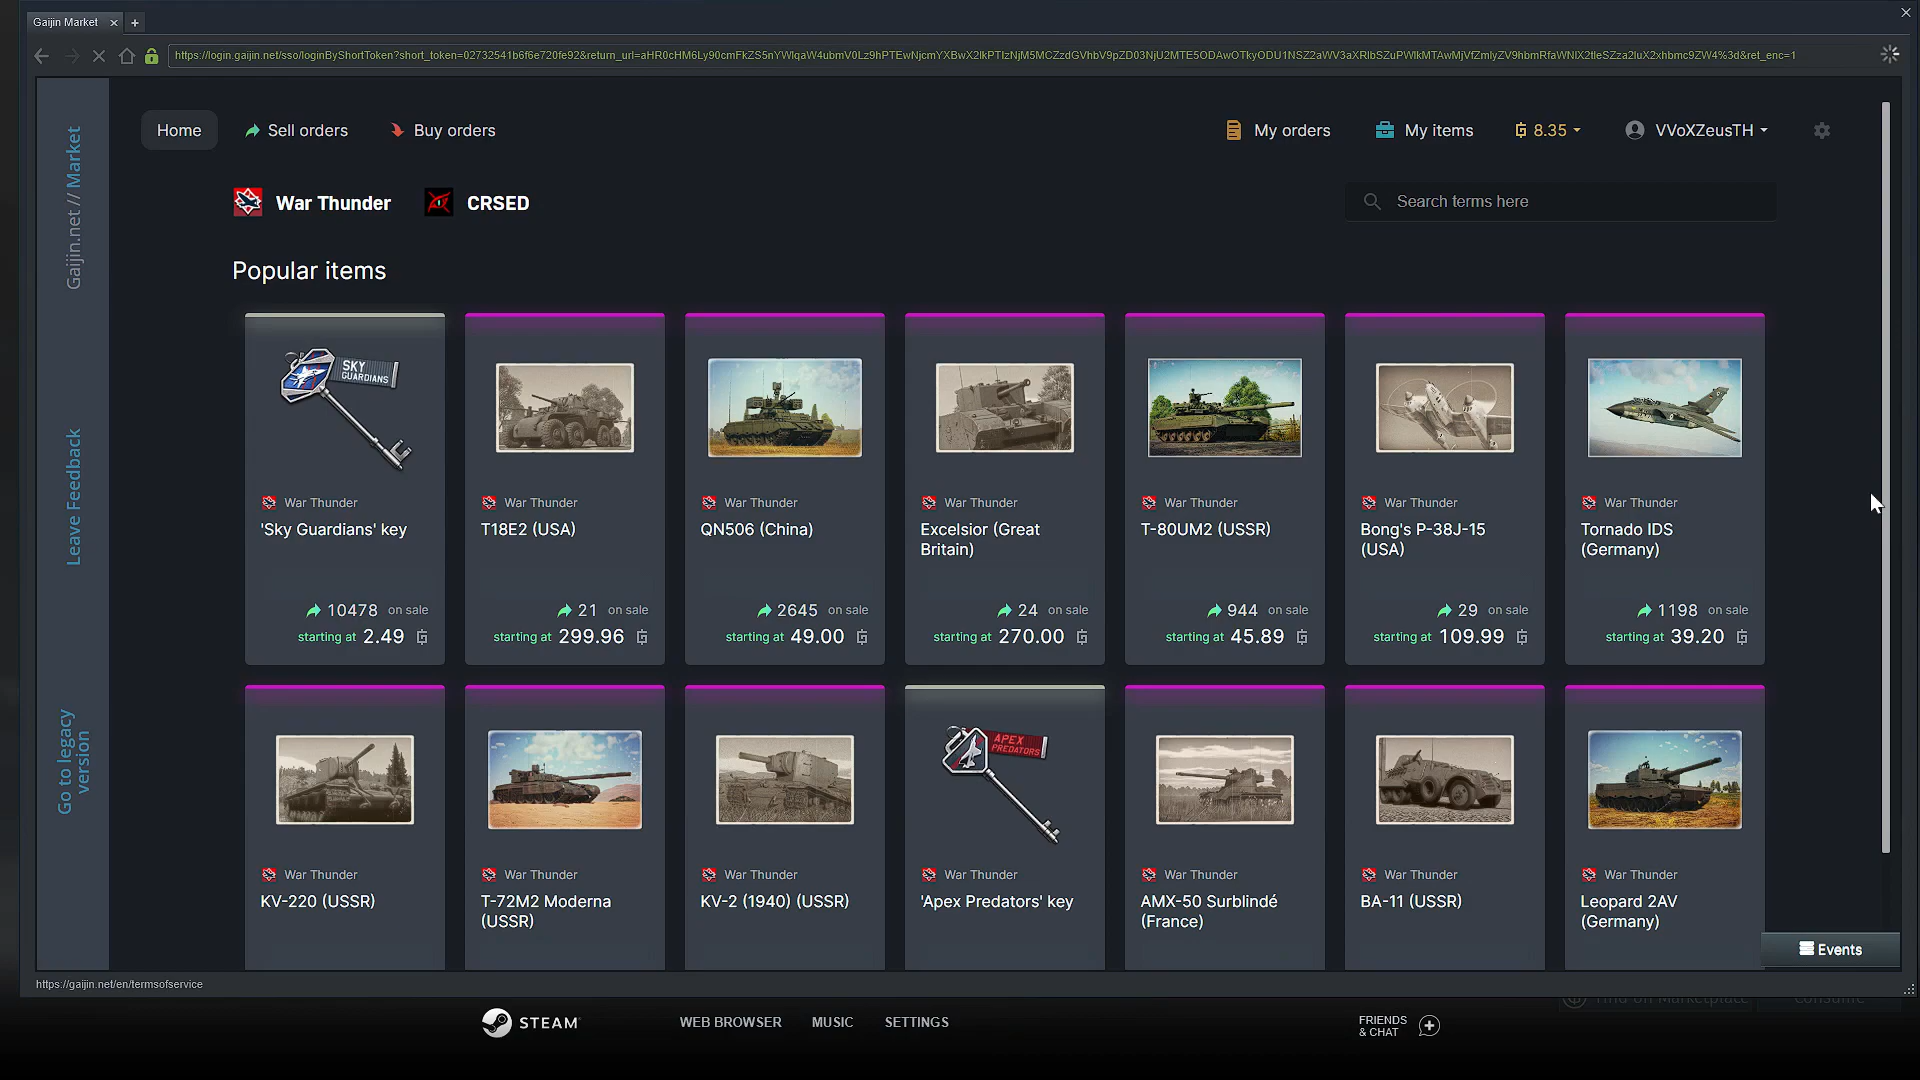 Gaijin Market
https://login.gaijin.net/sso/loginByShortToken?short_token=02732541b6f6e720fe92&return_url=aHR0cHM6Ly90cmFkZS5nYWlqaW4ubmV0Lz9hPTEwNjcmYXBwX2lkPTIzNjM5MCZzdGVhbV9pZD03NjU2MTE5ODAwOTkyODU1NSZ2aWV3aXRlbSZuPWlkMTAwMjVfZmlyZV9hbmRfaWNlX2tleSZza2luX2xhbmc9ZW4%3d&ret_enc=1
Gaijin.net // Market
Leave Feedback
Go to legacy
version
Home
Sell orders
Buy orders
My orders
My items
8.35
VVoXZeusTH
War Thunder
CRSED
Search terms here
Popular items
SKY
GUARDIANS
War Thunder
'Sky Guardians' key
10478 on sale
starting at 2.49
War Thunder
T18E2 (USA)
21 on sale
starting at 299.96
War Thunder
QN506 (China)
2645 on sale
starting at 49.00
War Thunder
Excelsior (Great
Britain)
24 on sale
starting at 270.00
War Thunder
T-80UM2 (USSR)
944 on sale
starting at 45.89
War Thunder
Bong's P-38J-15
(USA)
29 on sale
starting at 109.99
War Thunder
Tornado IDS
(Germany)
1198 on sale
starting at 39.20
War Thunder
KV-220 (USSR)
War Thunder
T-72M2 Moderna
(USSR)
War Thunder
KV-2 (1940) (USSR)
APEX
PREDATORS
War Thunder
'Apex Predators' key
War Thunder
AMX-50 Surblindé
(France)
War Thunder
BA-11 (USSR)
War Thunder
Leopard 2AV
(Germany)
Events
https://gaijin.net/en/termsofservice
Find on Marketplace
Consume
STEAM
WEB BROWSER
MUSIC
SETTINGS
FRIENDS
& CHAT